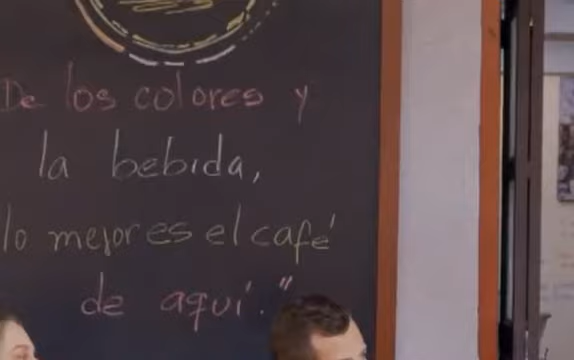 De los colores y
la bebida,
lo mejor es el café
de aquí."